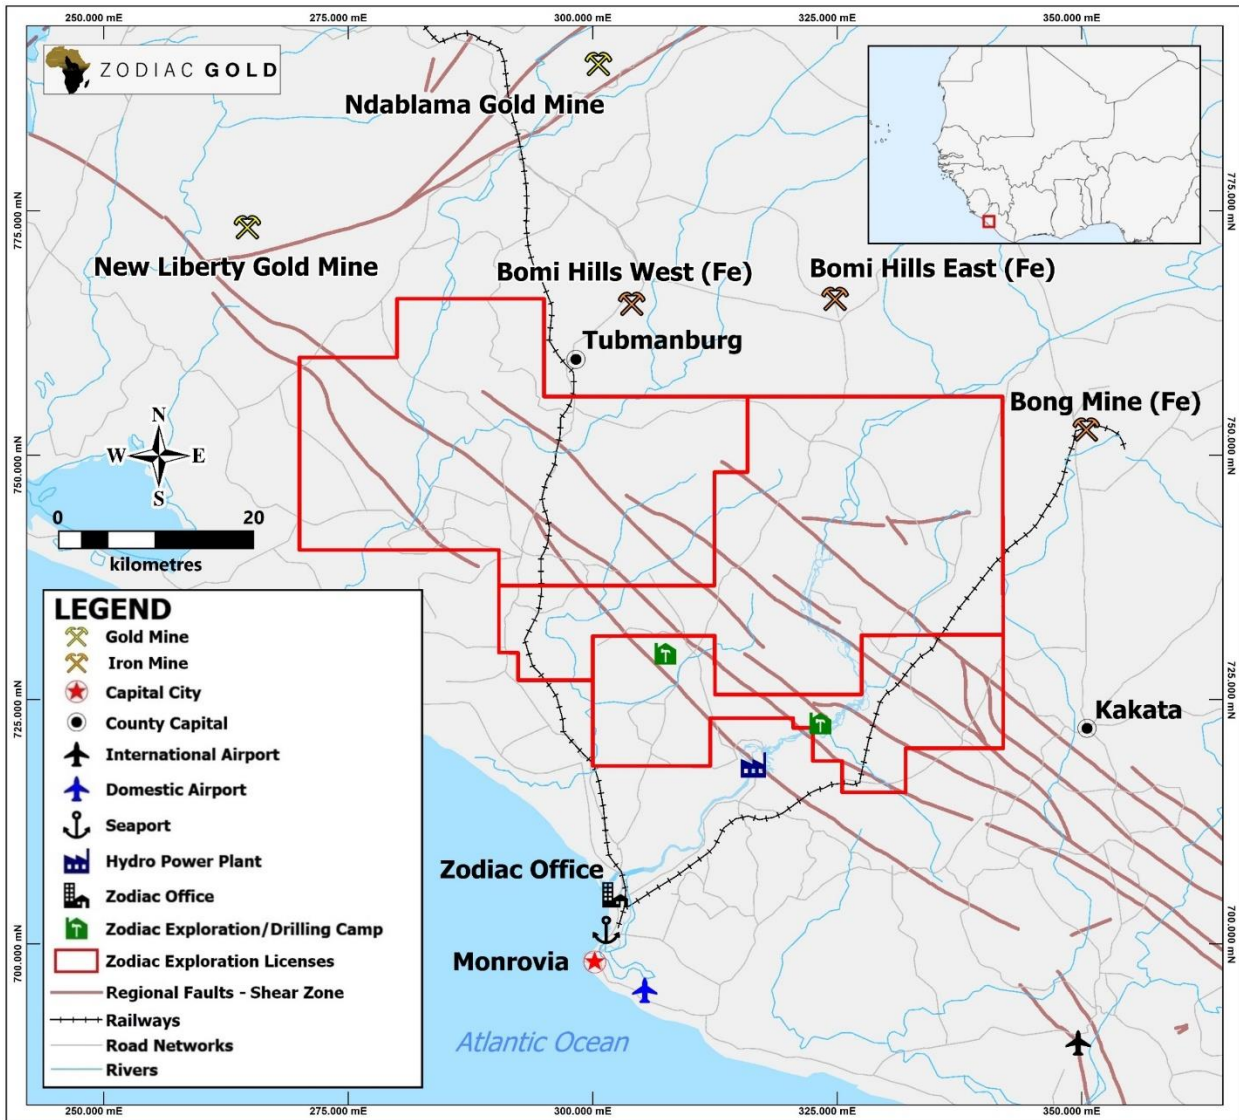 250.000 mE
275.000 mE
300.000 mE
325.000 mE
350.000 mE
ZODIAC GOLD
Ndablama Gold Mine
775.000 mN
775.000 mN
New Liberty Gold Mine
Bomi Hills West (Fe)
Bomi Hills East (Fe)
Tubmanburg
Bong Mine (Fe)
N
W
E
S
750.000 mN
750.000 mN
0
20
kilometres
LEGEND
Gold Mine
Iron Mine
Capital City
County Capital
International Airport
Domestic Airport
Seaport
Hydro Power Plant
Zodiac Office
Zodiac Exploration/Drilling Camp
Zodiac Exploration Licenses
Regional Faults - Shear Zone
Railways
Road Networks
Rivers
725.000 mN
725.000 mN
Kakata
Zodiac Office
700.000 mN
700.000 mN
Monrovia
Atlantic Ocean
250.000 mE
275.000 mE
300.000 mE
325.000 mE
350.000 mE